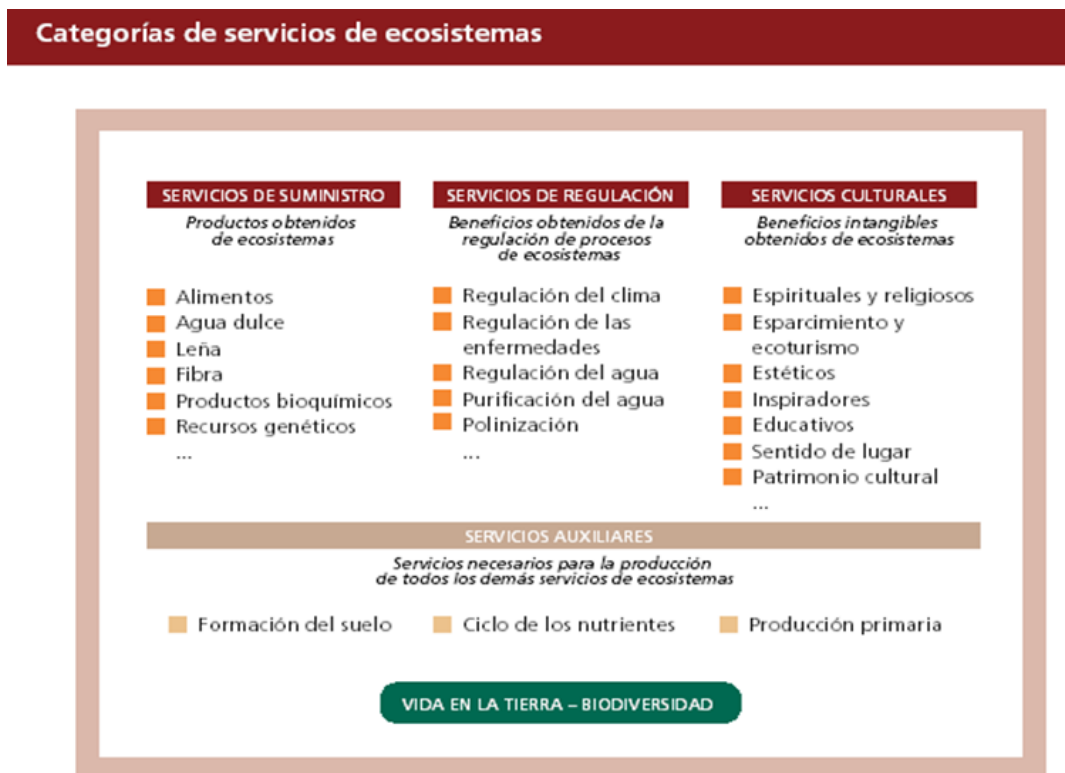 Categorías de servicios de ecosistemas
SERVICIOS DE SUMINISTRO
Productos obtenidos
de ecosistemas
Alimentos
Agua dulce
Leña
Fibra
Productos bioquímicos
Recursos genéticos
...
SERVICIOS DE REGULACIÓN
Beneficios obtenidos de la
regulación de procesos
de ecosistemas
Regulación del clima
Regulación de las
enfermedades
Regulación del agua
Purificación del agua
Polinización
...
SERVICIOS CULTURALES
Beneficios intangibles
obtenidos de ecosistemas
Espirituales y religiosos
Esparcimiento y
ecoturismo
Estéticos
Inspiradores
Educativos
Sentido de lugar
Patrimonio cultural
...
SERVICIOS AUXILIARES
Servicios necesarios para la producción
de todos los demás servicios de ecosistemas
Formación del suelo
Ciclo de los nutrientes
Producción primaria
VIDA EN LA TIERRA – BIODIVERSIDAD